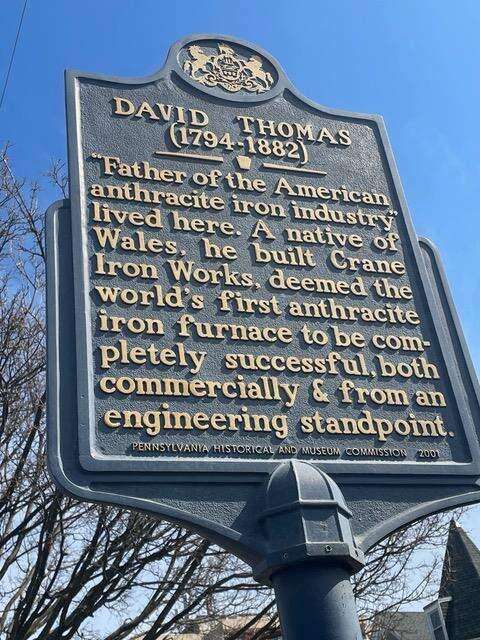 DAVID THOMAS
(1794-1882)
"Father of the American
anthracite iron industry"
lived here. A native of
Wales, he built Crane
Iron Works, deemed the
world's first anthracite
iron furnace to be com-
pletely successful, both
commercially & from an
engineering standpoint.
PENNSYLVANIA HISTORICAL AND MUSEUM COMMISSION 2001